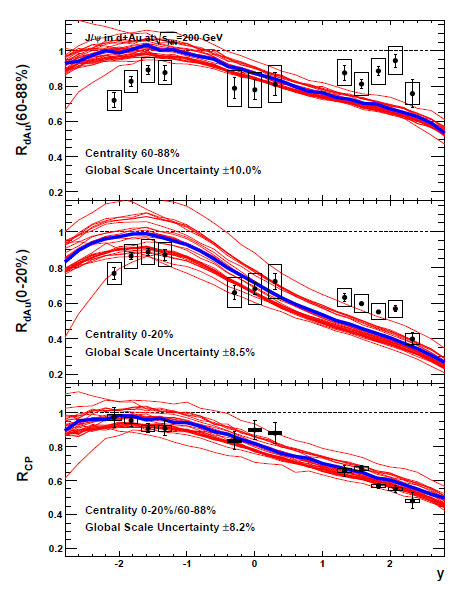 J/ψ in d+Au at √sNN=200 GeV
RdAu(60-88%)
1
0.8
0.6
0.4
0.2
Centrality 60-88%
Global Scale Uncertainty ±10.0%
RdAu(0-20%)
1
0.8
0.6
0.4
0.2
Centrality 0-20%
Global Scale Uncertainty ±8.5%
RCP
1
0.8
0.6
0.4
0.2
Centrality 0-20%/60-88%
Global Scale Uncertainty ±8.2%
-2 -1 0 1 2
y